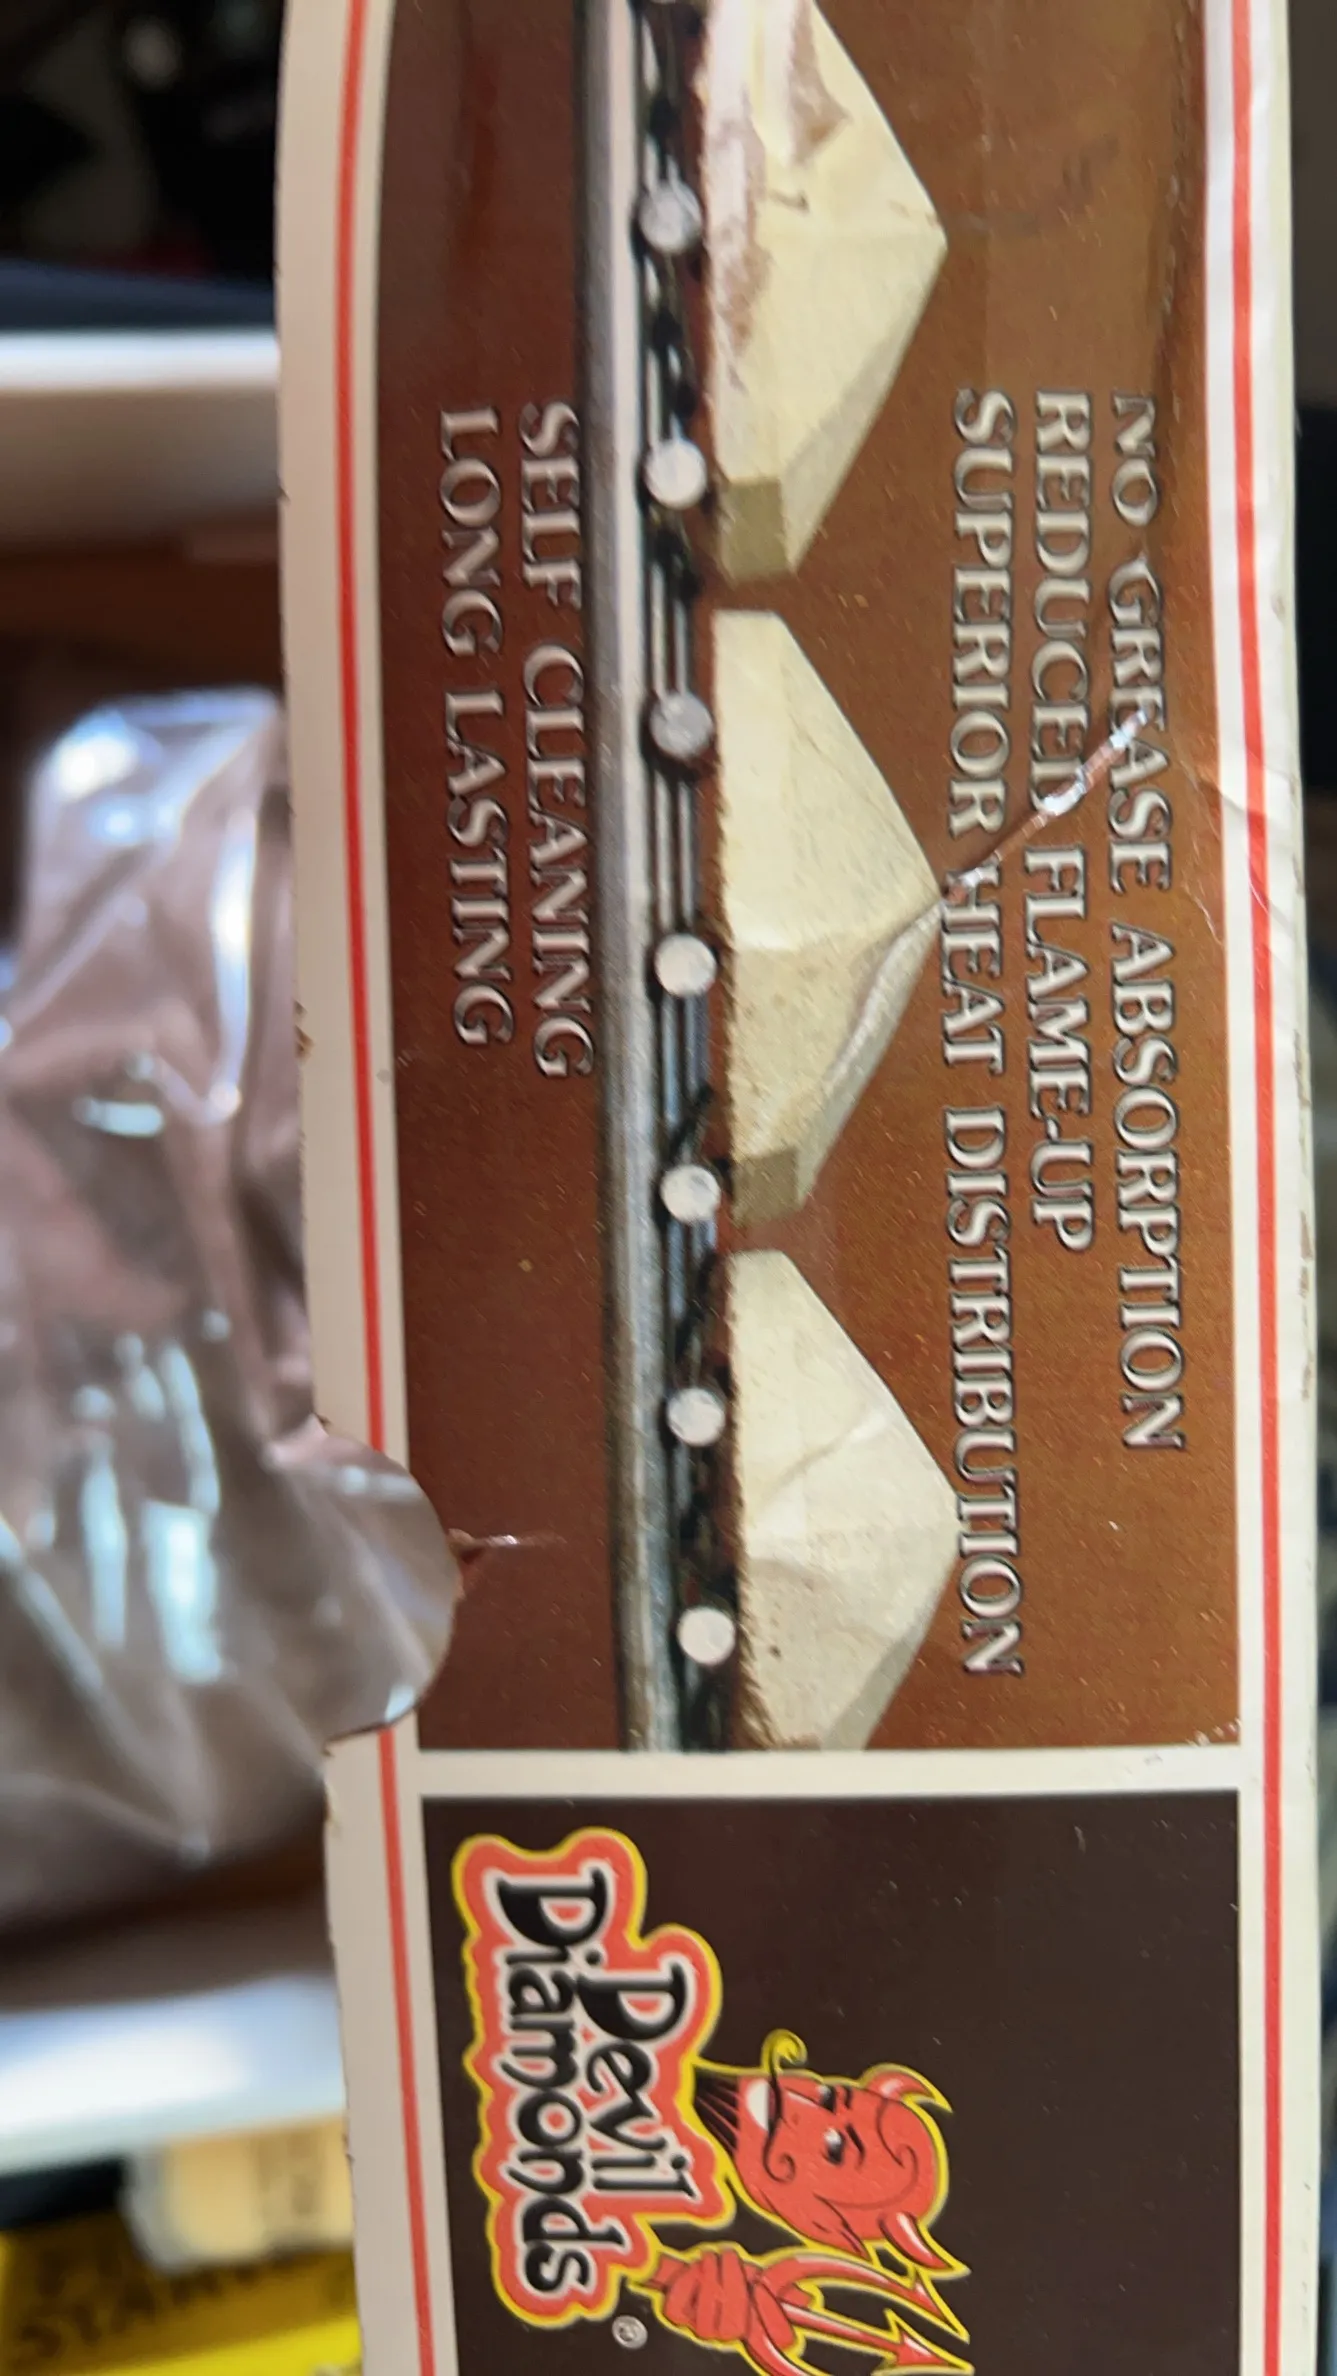 NO GREASE ABSORPTION
REDUCED FLAME-UP
SUPERIOR HEAT DISTRIBUTION
SELF CLEANING
LONG LASTING
Devil
Diamonds
®